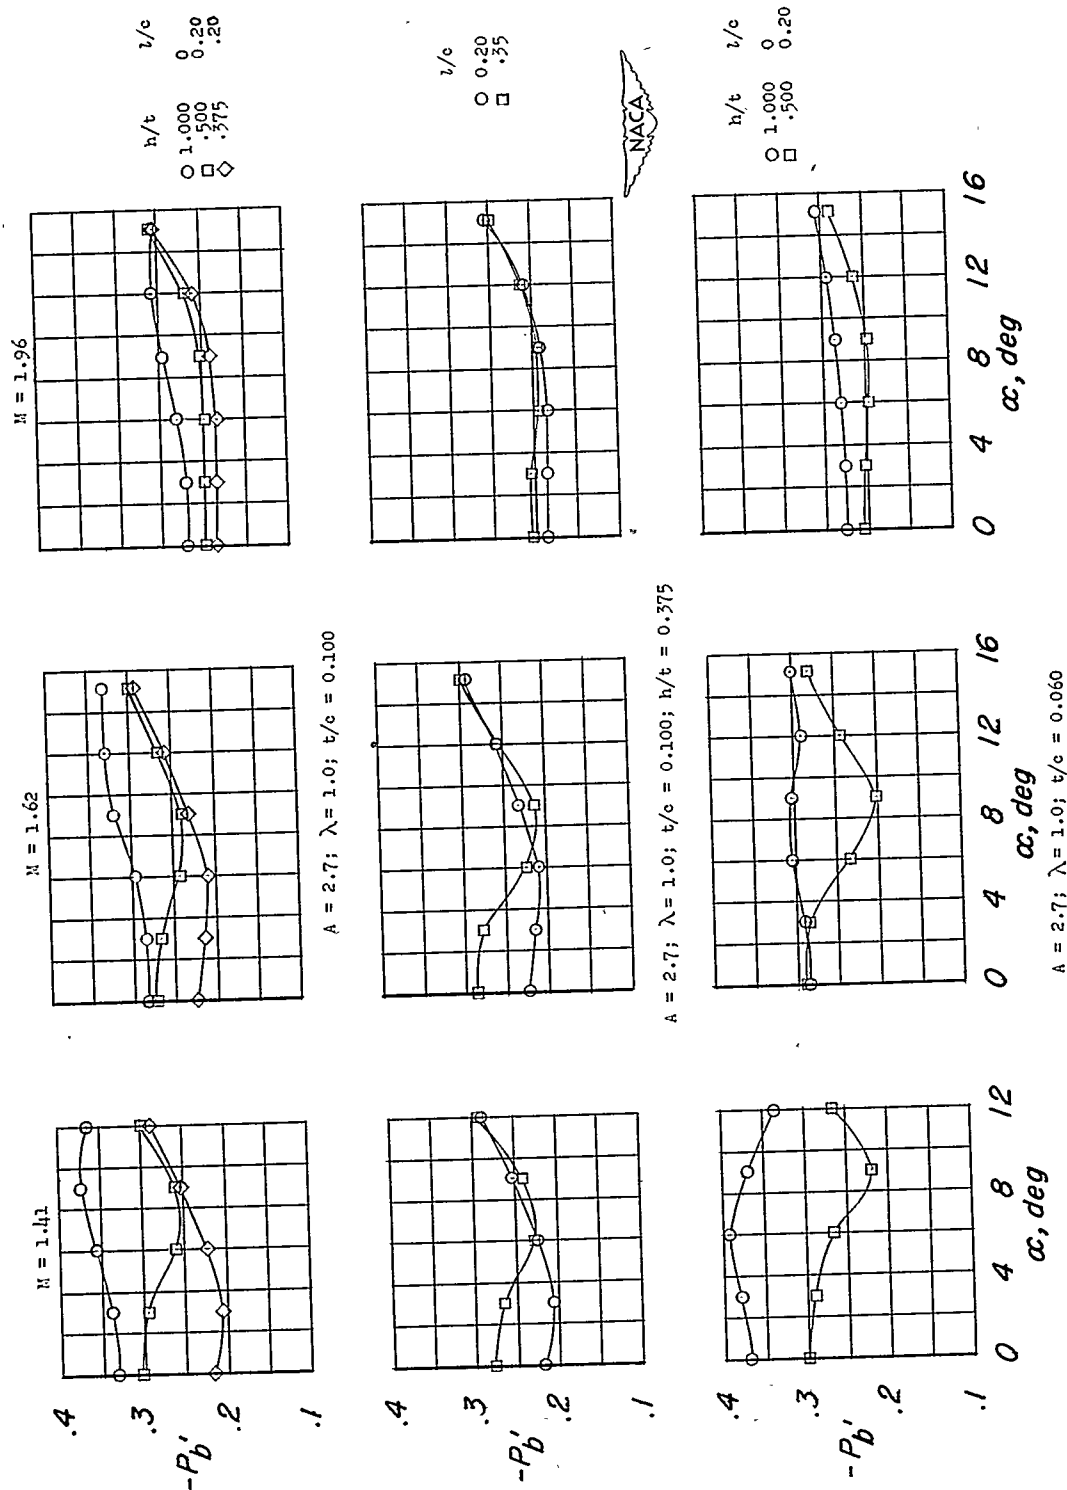 M = 1.41
M = 1.62
M = 1.96
h/t l/c
1.000 0
.500 0.20
.375 .20
.4
.3
.2
.1
-Pb'
A = 2.7; λ = 1.0; t/c = 0.100
l/c
0.20
.35
.4
.3
.2
.1
-Pb'
NACA
A = 2.7; λ = 1.0; t/c = 0.100; h/t = 0.375
h/t l/c
1.000 0
.500 0.20
.4
.3
.2
.1
-Pb'
0 4 8 12
α, deg
0 4 8 12 16
α, deg
0 4 8 12 16
α, deg
A = 2.7; λ = 1.0; t/c = 0.060